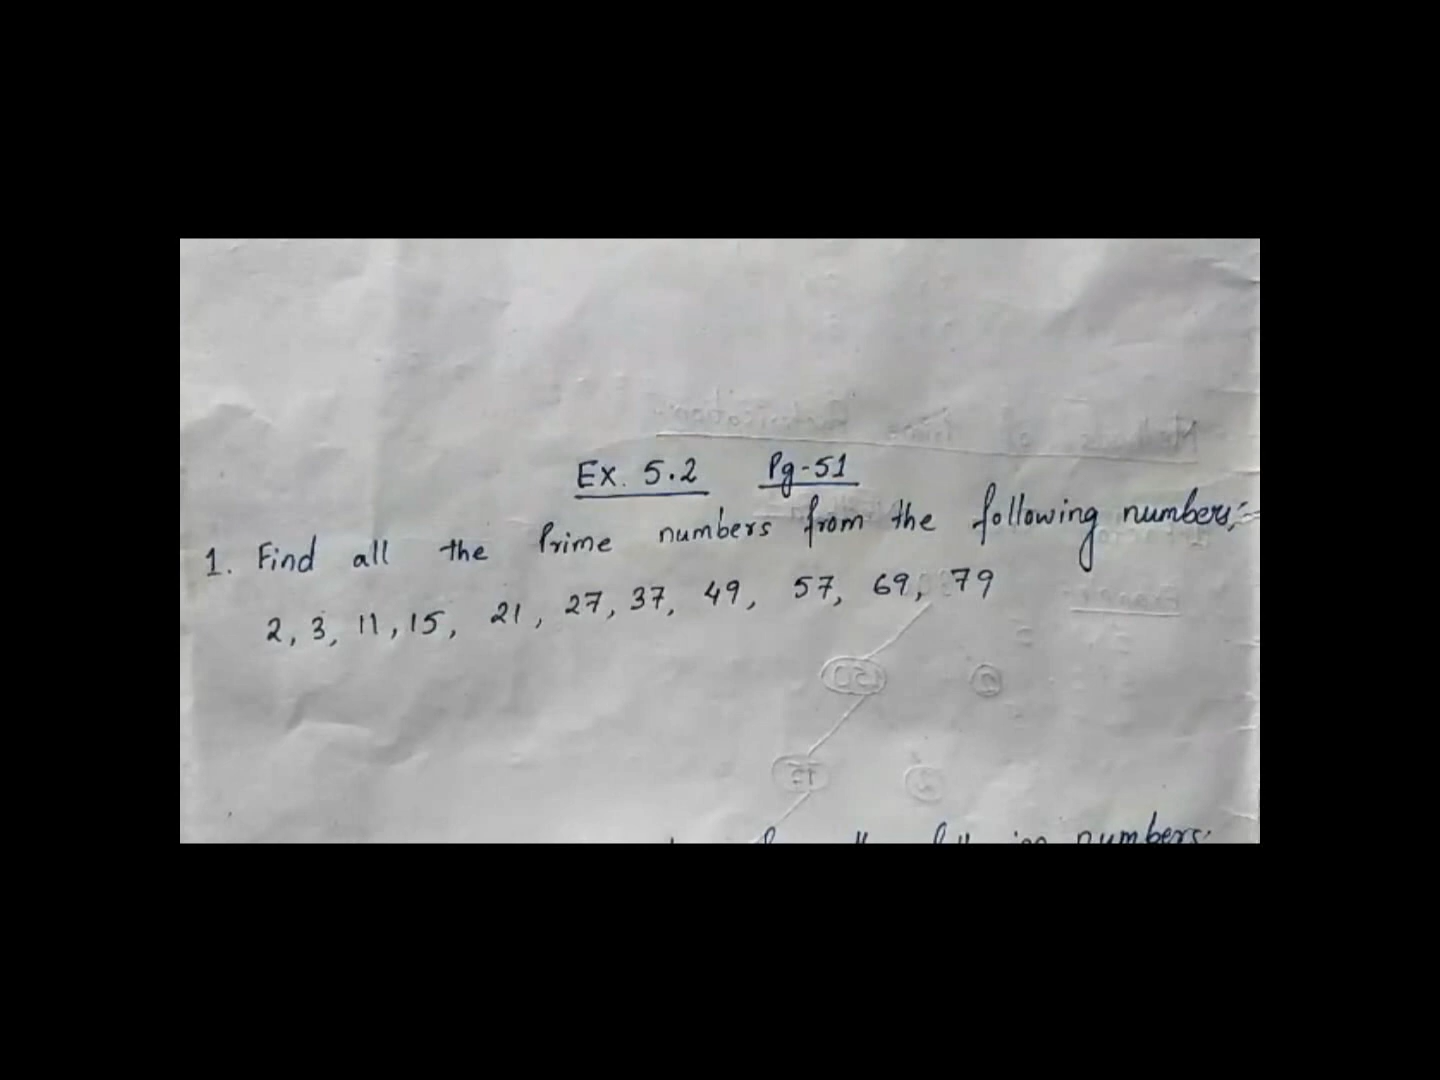 Ex. 5.2 Pg-51
1. Find all the Prime numbers from the following numbers:-
2, 3, 11, 15, 21, 27, 37, 49, 57, 69, 79
numbers: